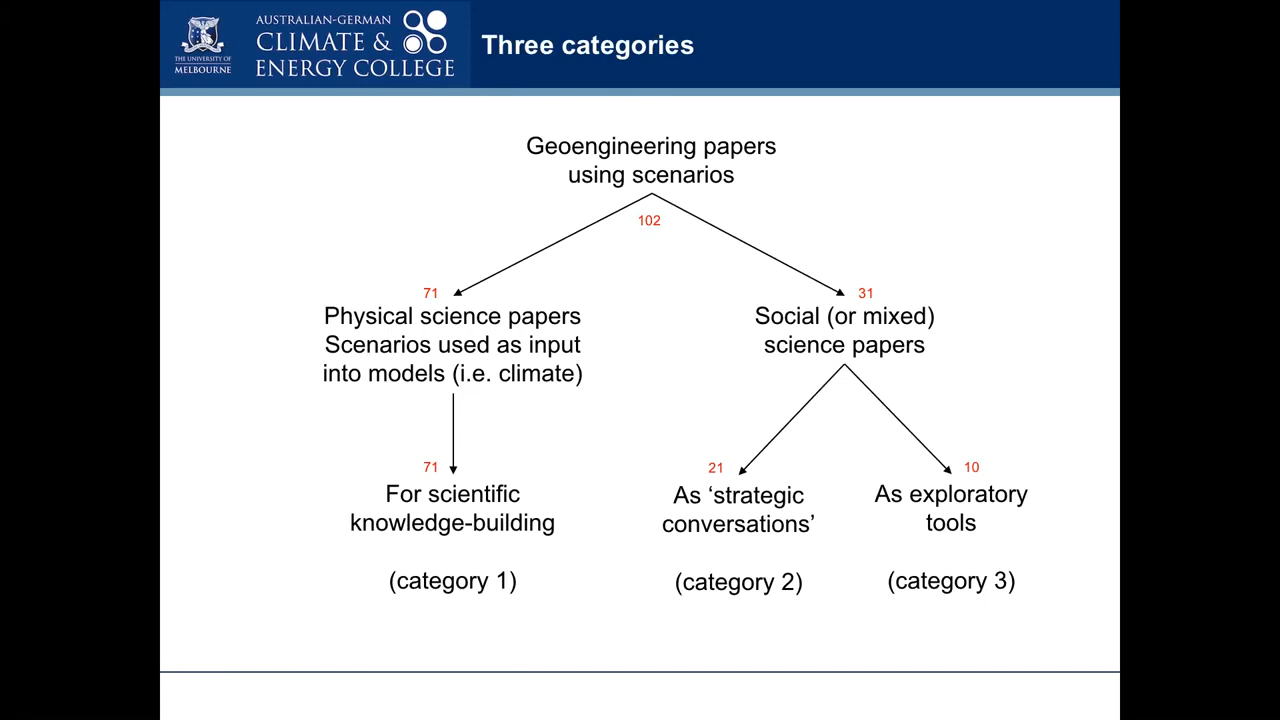 THE UNIVERSITY OF
MELBOURNE
AUSTRALIAN-GERMAN
CLIMATE &
ENERGY COLLEGE
Three categories
Geoengineering papers
using scenarios
102
71
Physical science papers
Scenarios used as input
into models (i.e. climate)
31
Social (or mixed)
science papers
71
For scientific
knowledge-building
(category 1)
21
As ‘strategic
conversations’
(category 2)
10
As exploratory
tools
(category 3)